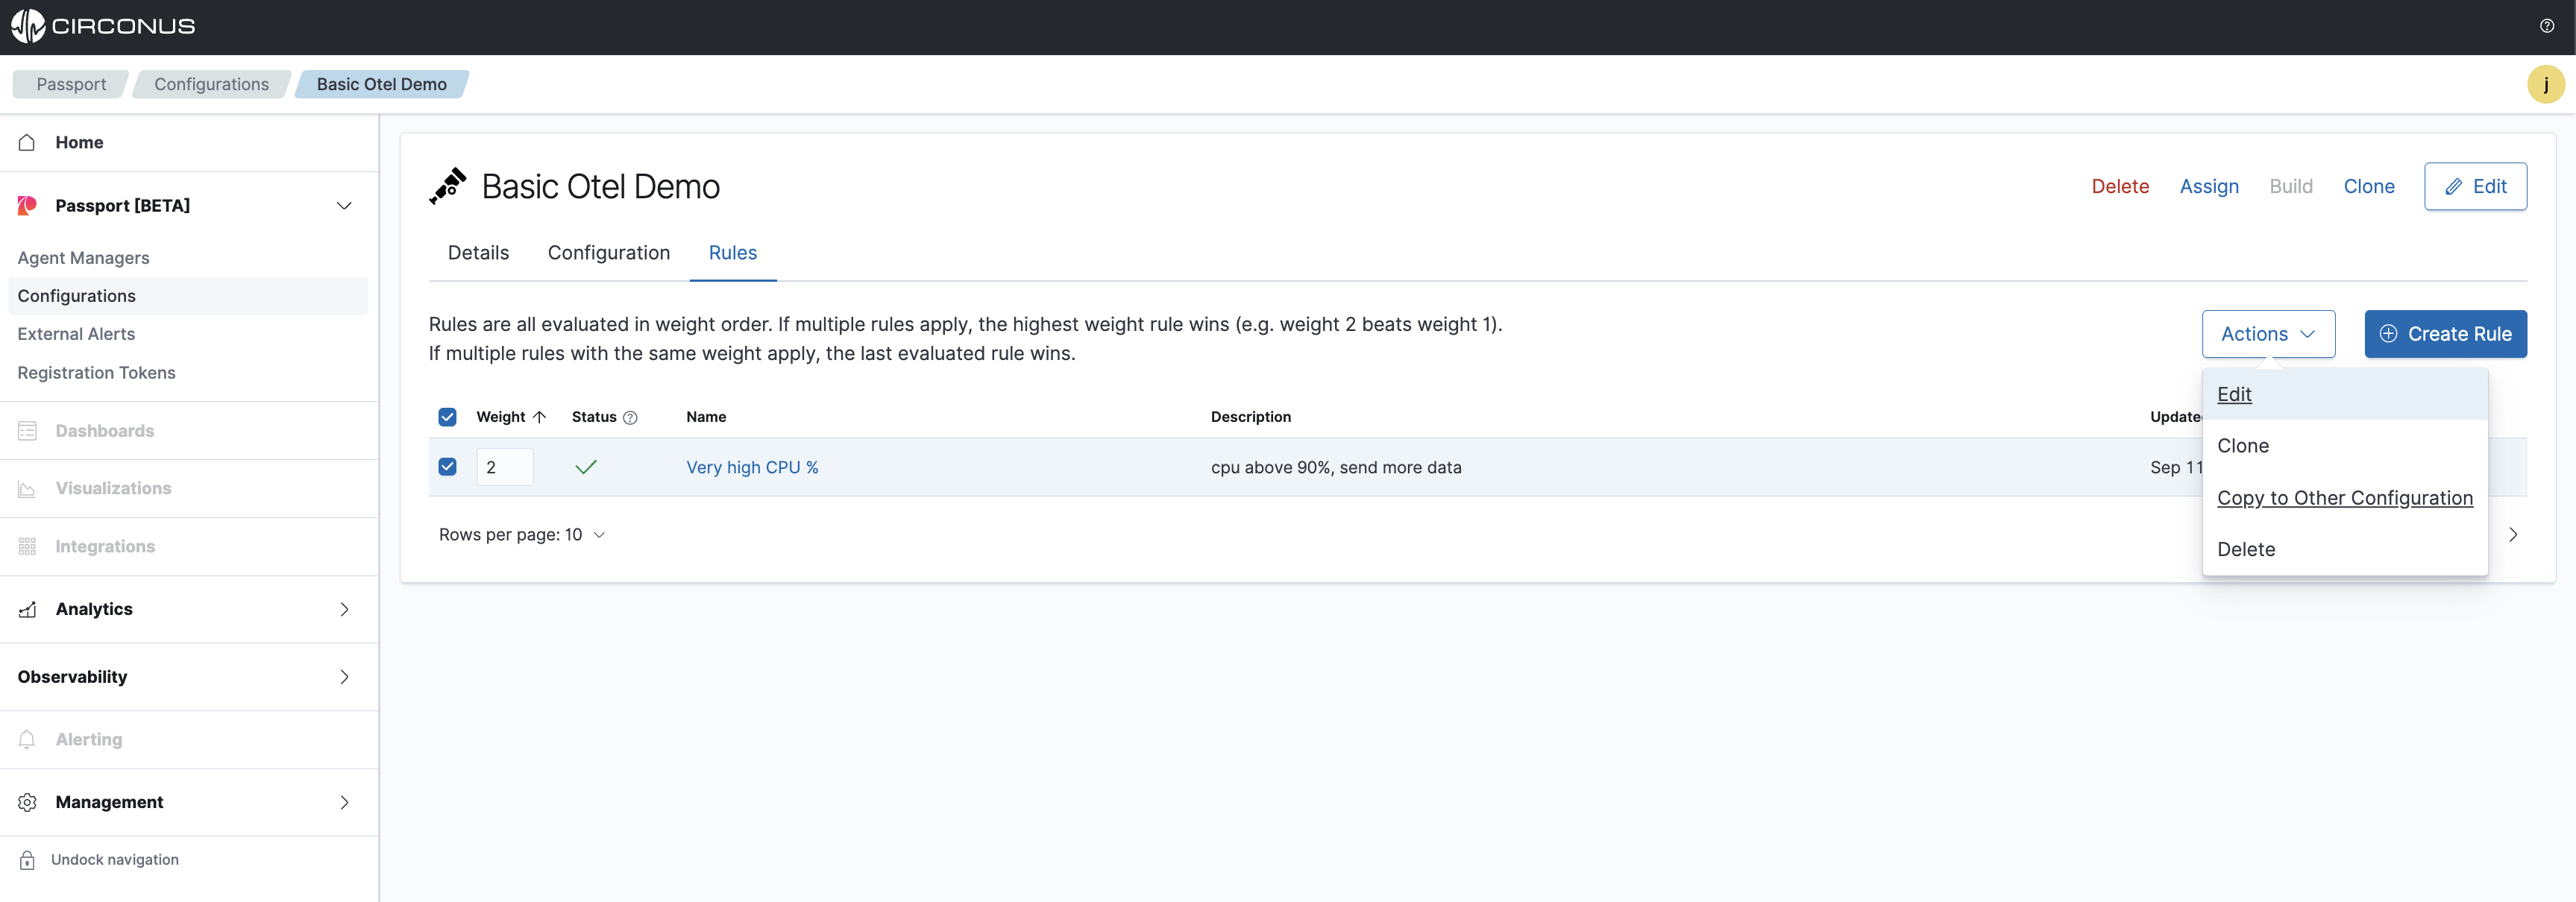 CIRCONUS
Passport
Configurations
Basic Otel Demo
j
Home
Passport [BETA]
Agent Managers
Configurations
External Alerts
Registration Tokens
Dashboards
Visualizations
Integrations
Analytics
Observability
Alerting
Management
Undock navigation
Basic Otel Demo
Delete
Assign
Build
Clone
Edit
Details
Configuration
Rules
Rules are all evaluated in weight order. If multiple rules apply, the highest weight rule wins (e.g. weight 2 beats weight 1).
If multiple rules with the same weight apply, the last evaluated rule wins.
Actions
Create Rule
Edit
Clone
Copy to Other Configuration
Delete
Weight
Status
Name
Description
Update
2
Very high CPU %
cpu above 90%, send more data
Sep 11
Rows per page: 10